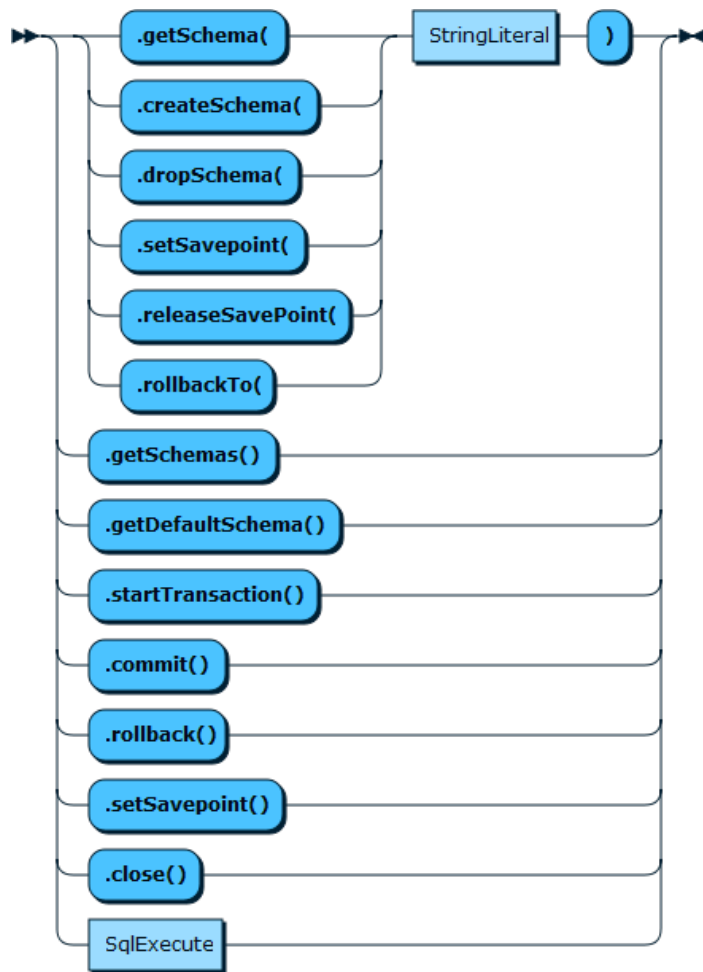 .getSchema( StringLiteral )
.createSchema(
.dropSchema(
.setSavepoint(
.releaseSavePoint(
.rollbackTo(
.getSchemas()
.getDefaultSchema()
.startTransaction()
.commit()
.rollback()
.setSavepoint()
.close()
SqlExecute